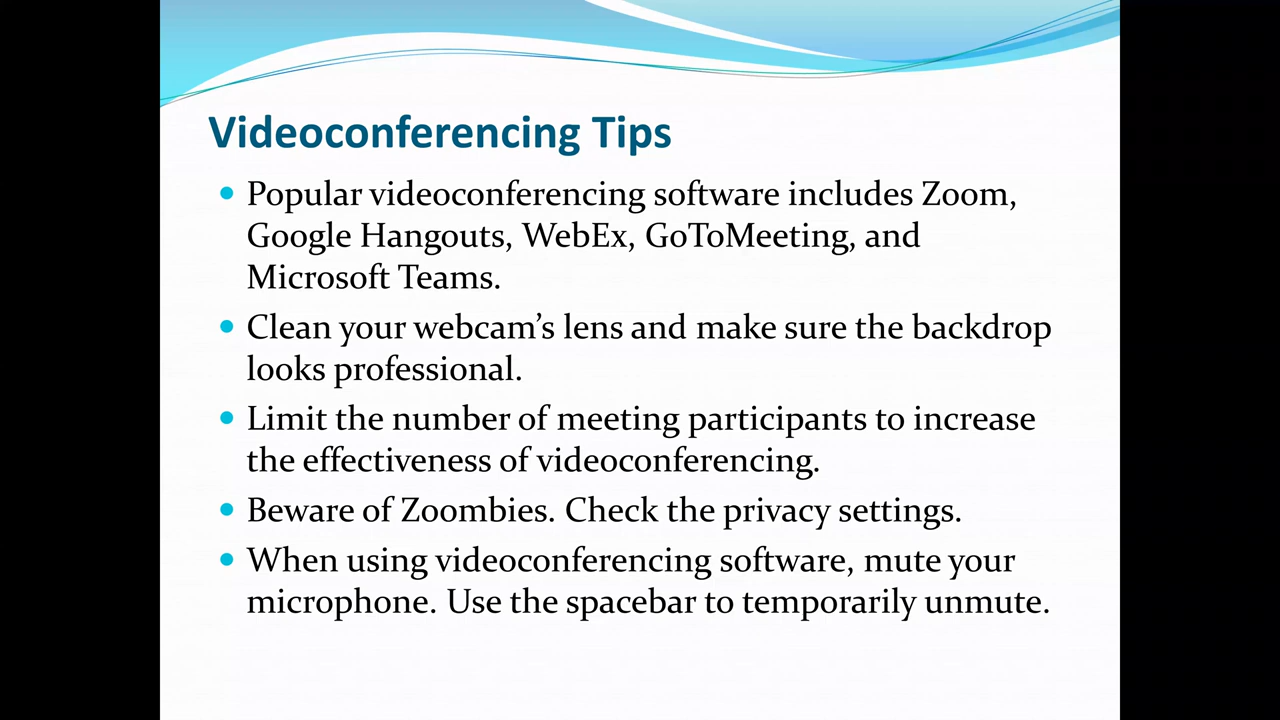 Videoconferencing Tips
• Popular videoconferencing software includes Zoom,
Google Hangouts, WebEx, GoToMeeting, and
Microsoft Teams.
• Clean your webcam’s lens and make sure the backdrop
looks professional.
• Limit the number of meeting participants to increase
the effectiveness of videoconferencing.
• Beware of Zoombies. Check the privacy settings.
• When using videoconferencing software, mute your
microphone. Use the spacebar to temporarily unmute.